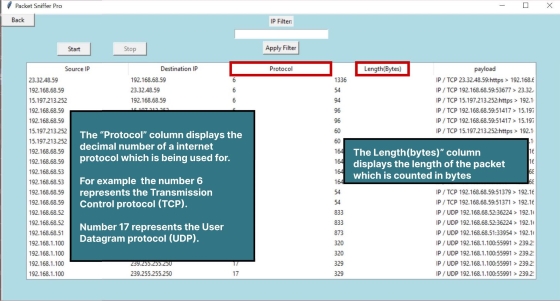 Packet Sniffer Pro
Back
IP Filter:
Start
Stop
Apply Filter
Source IP Destination IP Protocol Length(Bytes) payload
23.32.48.59 192.168.68.59 6 1336 IP / TCP 23.32.48.59:https > 192.168.6
192.168.68.59 23.32.48.59 6 54 IP / TCP 192.168.68.59:53677 > 23.32.
15.197.213.252 192.168.68.59 6 94 IP / TCP 15.197.213.252:https > 192.1
192.168.68.59 54 IP / TCP 192.168.68.59:51417 > 15.197
192.168.68.59 96 IP / TCP 192.168.68.59:51417 > 15.197
15.197.213.252 60 IP / TCP 15.197.213.252:https > 192.1
15.197.213.252 60
192.168.68.59 164
192.168.68.59 164
192.168.68.53 164
192.168.68.53 164
192.168.68.59 54 IP / TCP 192.168.68.59:51379 > 192.16
192.168.68.59 54 IP / TCP 192.168.68.59:51371 > 192.16
192.168.68.52 833 IP / UDP 192.168.68.52:36224 > 192.16
192.168.68.52 833 IP / UDP 192.168.68.52:36224 > 192.16
192.168.68.51 873 IP / UDP 192.168.68.51:33954 > 192.16
192.168.1.100 320 IP / UDP 192.168.1.100:55991 > 239.2
192.168.1.100 320 IP / UDP 192.168.1.100:55991 > 239.2
192.168.1.100 239.255.255.250 17 329 IP / UDP 192.168.1.100:55991 > 239.2
192.168.1.100 239.255.255.250 17 329 IP / UDP 192.168.1.100:55991 > 239.2
The “Protocol” column displays the
decimal number of a internet
protocol which is being used for.
For example the number 6
represents the Transmission
Control protocol (TCP).
Number 17 represents the User
Datagram protocol (UDP).
The Length(bytes)” column
displays the length of the packet
which is counted in bytes